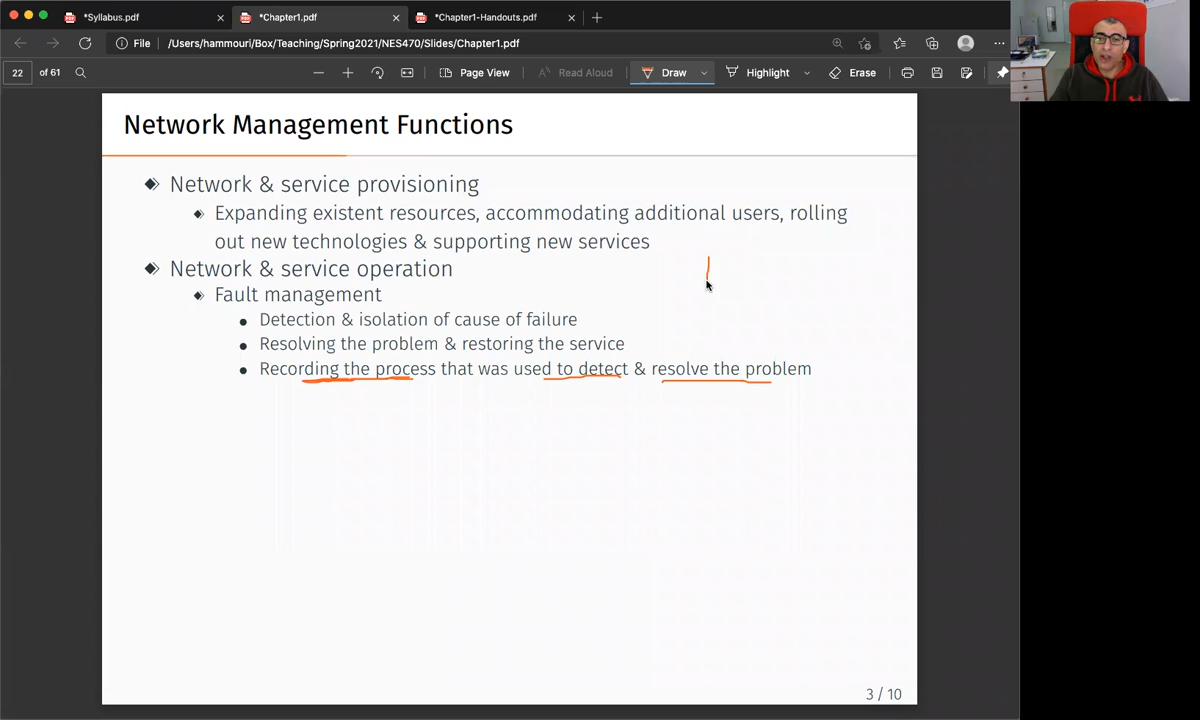 *Syllabus.pdf
*Chapter1.pdf
*Chapter1-Handouts.pdf
File
/Users/hammouri/Box/Teaching/Spring2021/NES470/Slides/Chapter1.pdf
22 of 61
Page View
Read Aloud
Draw
Highlight
Erase
Network Management Functions
Network & service provisioning
Expanding existent resources, accommodating additional users, rolling
out new technologies & supporting new services
Network & service operation
Fault management
Detection & isolation of cause of failure
Resolving the problem & restoring the service
Recording the process that was used to detect & resolve the problem
3 / 10